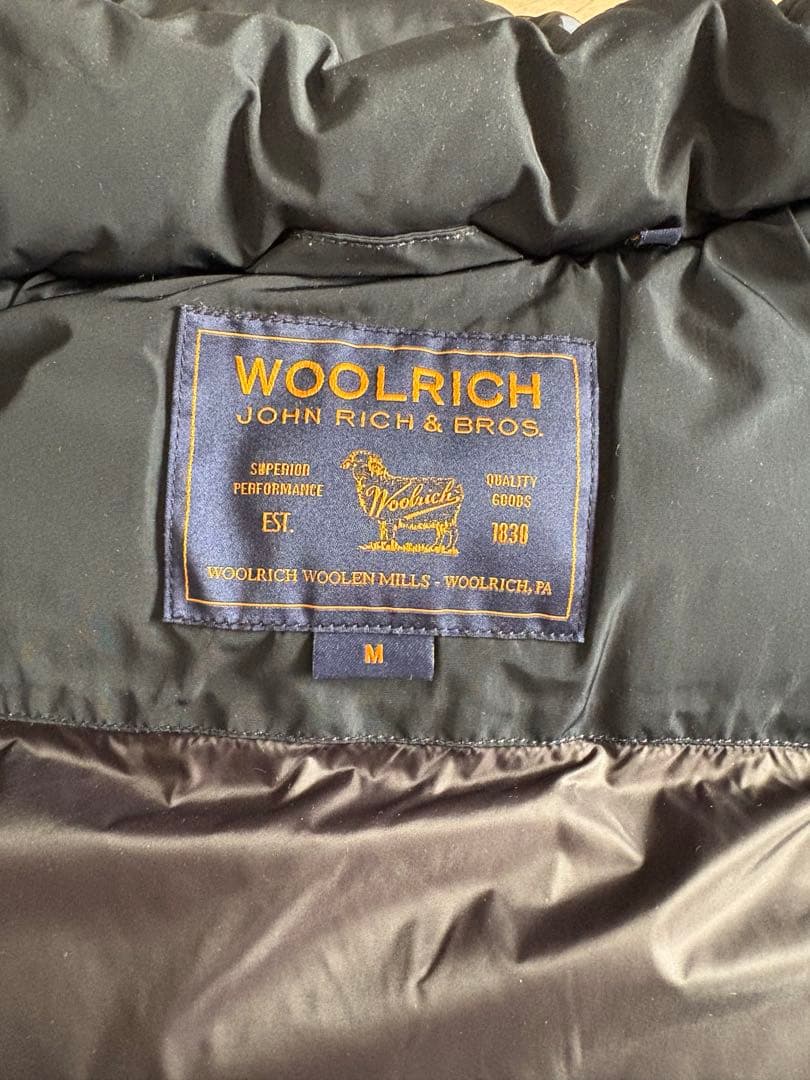 WOOLRICH
JOHN RICH & BROS.
SUPERIOR
PERFORMANCE
EST.
Woolrich
QUALITY
GOODS
1830
WOOLRICH WOOLEN MILLS - WOOLRICH, PA
M